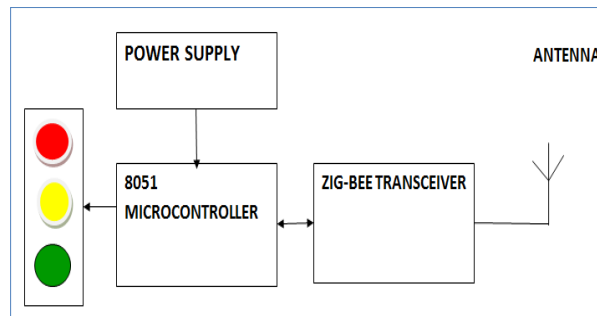 POWER SUPPLY
ANTENNA
8051
MICROCONTROLLER
ZIG-BEE TRANSCEIVER